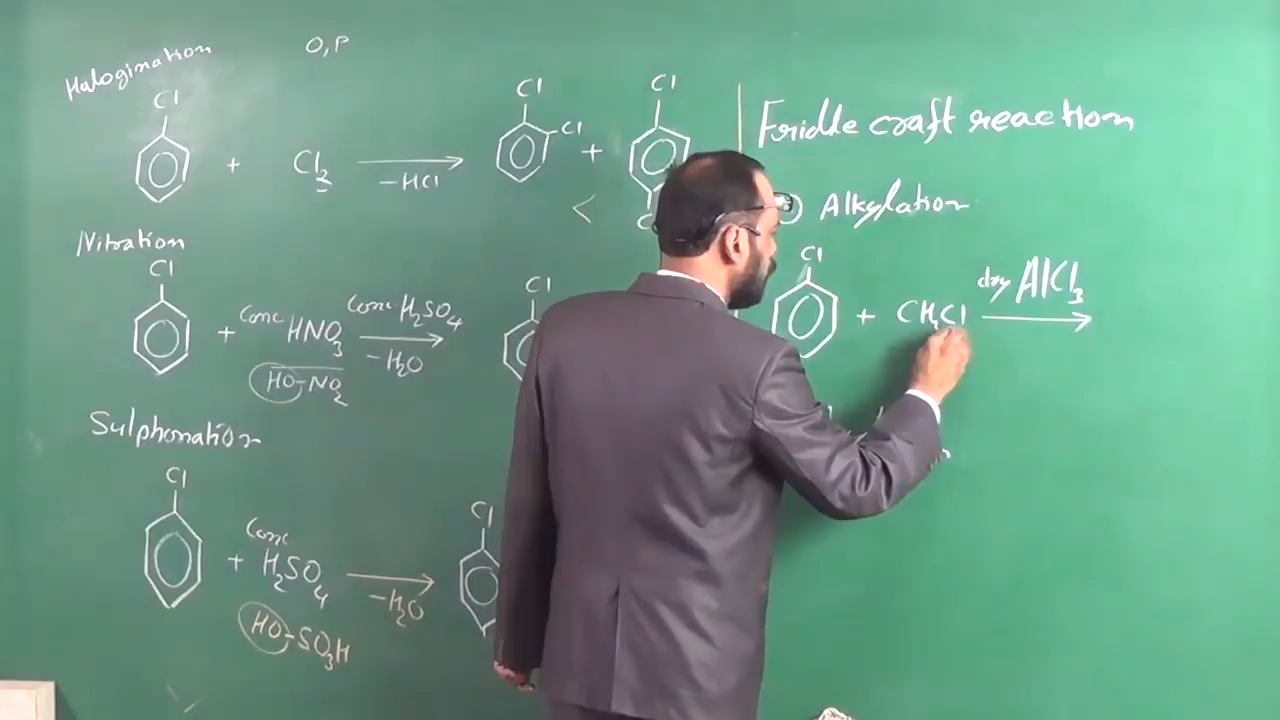 Halogination
O,P
Cl
+ Cl2 -HCl
Cl
Cl +
Cl
<
Nitration
Cl
+ Conc HNO3
HO-NO2
Conc. H2SO4
-H2O
Cl
Sulphonation
Cl
+ Conc H2SO4
HO-SO3H
-H2O
Cl
Fridle craft reaction
Alkylation
Cl
+ CH3Cl dry AlCl3